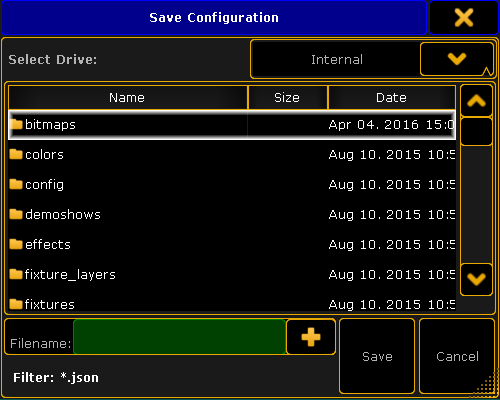 Save Configuration
Select Drive: Internal
Name Size Date
bitmaps Apr 04. 2016 15:0
colors Aug 10. 2015 10:5
config Aug 10. 2015 10:5
demoshows Aug 10. 2015 10:5
effects Aug 10. 2015 10:5
fixture_layers Aug 10. 2015 10:5
fixtures Aug 10. 2015 10:5
Filename: Save Cancel
Filter: *.json